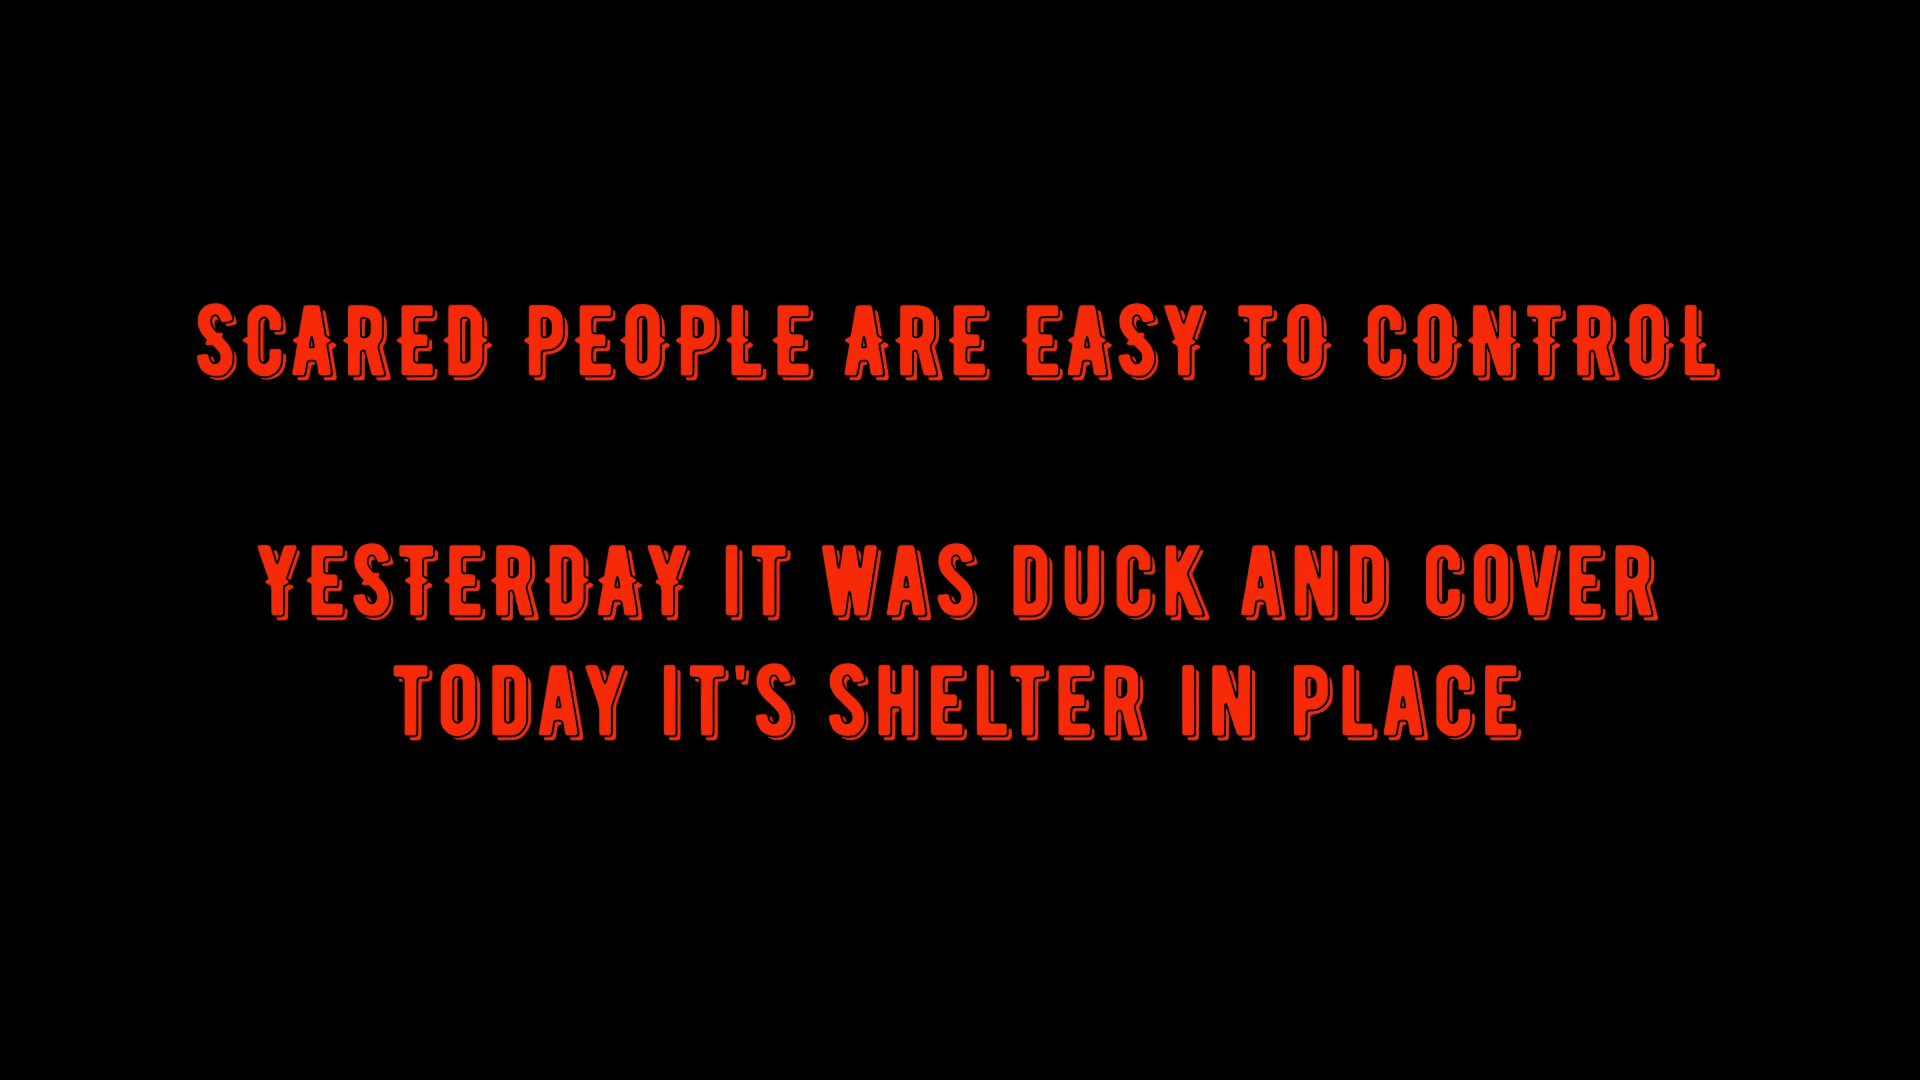 SCARED PEOPLE ARE EASY TO CONTROL
YESTERDAY IT WAS DUCK AND COVER
TODAY IT'S SHELTER IN PLACE